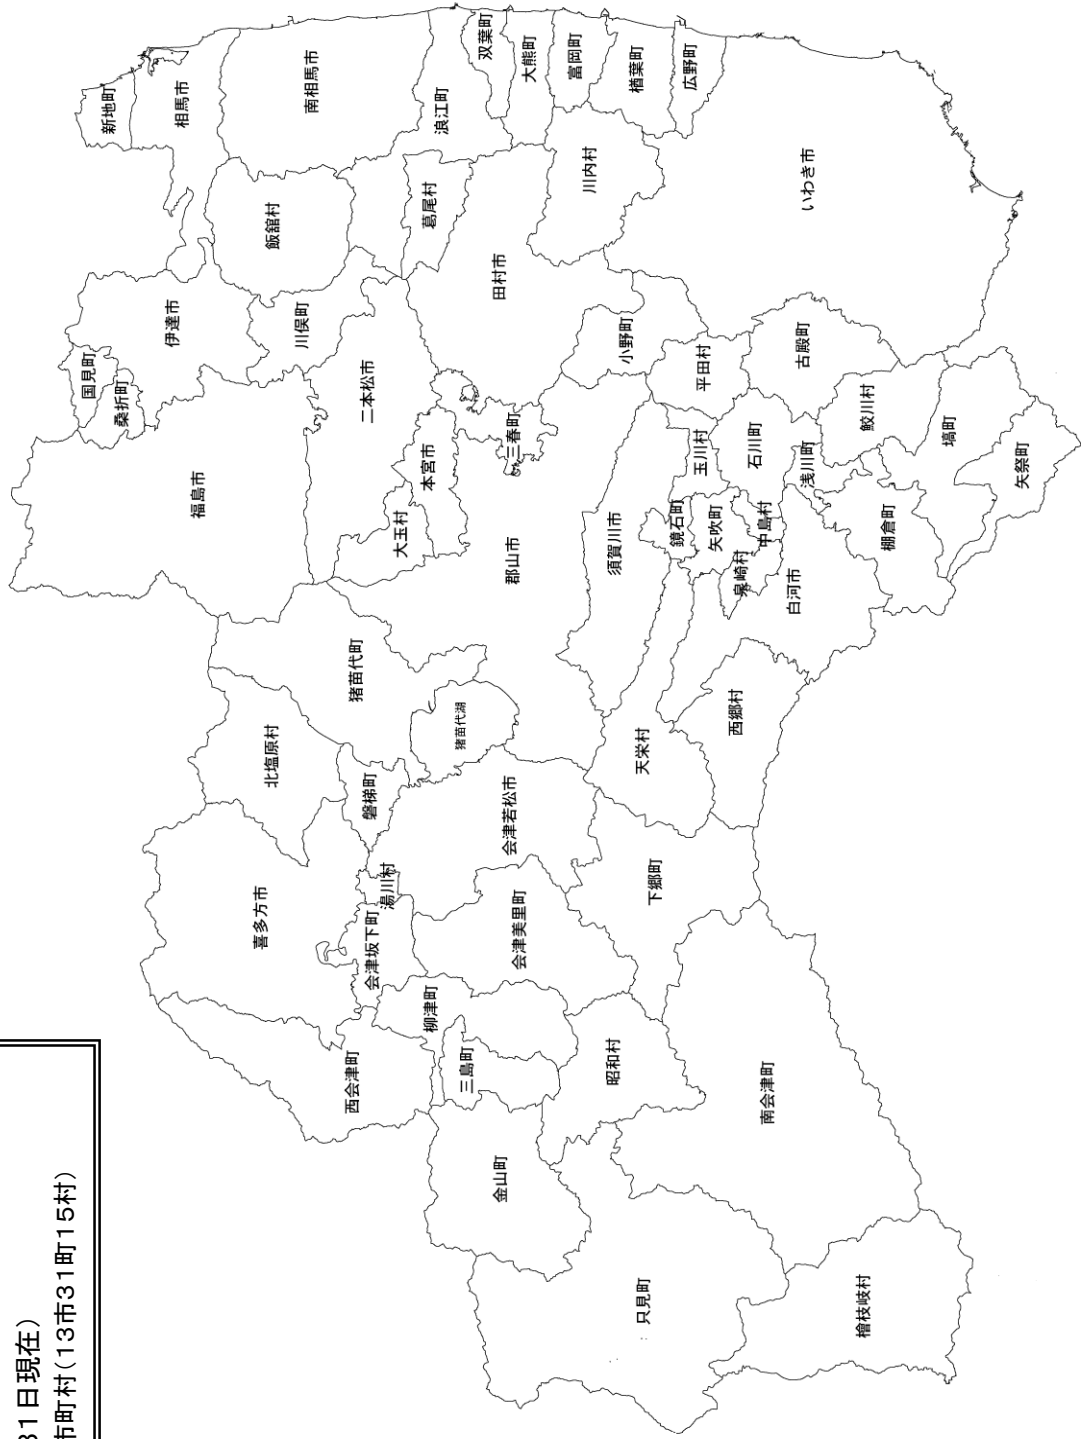 31日現在)
市町村(13市31町15村)
新地町
国見町
桑折町
相馬市
伊達市
福島市
喜多方市
飯舘村
北塩原村
川俣町
南相馬市
猪苗代町
西会津町
二本松市
磐梯町
会津坂下町
湯川村
大玉村
葛尾村
本宮市
柳津町
浪江町
猪苗代湖
三島町
双葉町
田村市
金山町
三春町
郡山市
会津若松市
会津美里町
大熊町
富岡町
川内村
須賀川市
昭和村
小野町
楢葉町
天栄村
只見町
下郷町
鏡石町
広野町
平田村
玉川村
矢吹町
西郷村
泉崎村
石川町
中島村
南会津町
白河市
古殿町
いわき市
浅川町
鮫川村
檜枝岐村
棚倉町
塙町
矢祭町